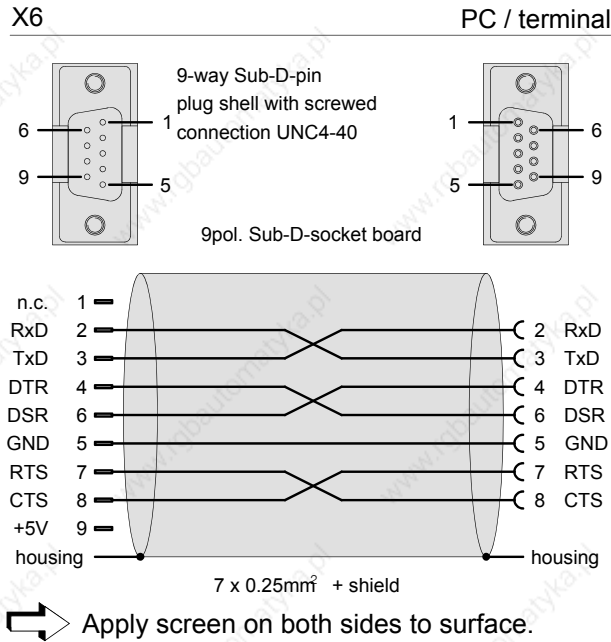 X6 PC / terminal
9-way Sub-D-pin
plug shell with screwed
connection UNC4-40
6 1 1 6
9 5 5 9
9pol. Sub-D-socket board
n.c. 1
RxD 2 2 RxD
TxD 3 3 TxD
DTR 4 4 DTR
DSR 6 6 DSR
GND 5 5 GND
RTS 7 7 RTS
CTS 8 8 CTS
+5V 9
housing housing
7 x 0.25mm² + shield
Apply screen on both sides to surface.
www.rgbautomatyka.pl